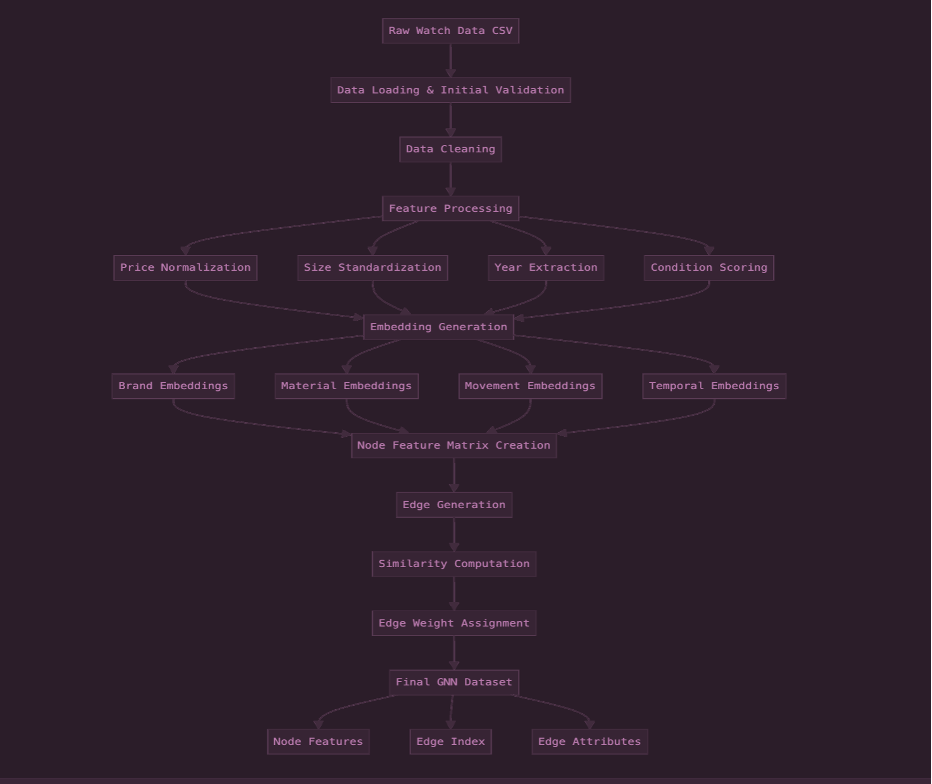 Raw Watch Data CSV
Data Loading & Initial Validation
Data Cleaning
Feature Processing
Price Normalization
Size Standardization
Year Extraction
Condition Scoring
Embedding Generation
Brand Embeddings
Material Embeddings
Movement Embeddings
Temporal Embeddings
Node Feature Matrix Creation
Edge Generation
Similarity Computation
Edge Weight Assignment
Final GNN Dataset
Node Features
Edge Index
Edge Attributes